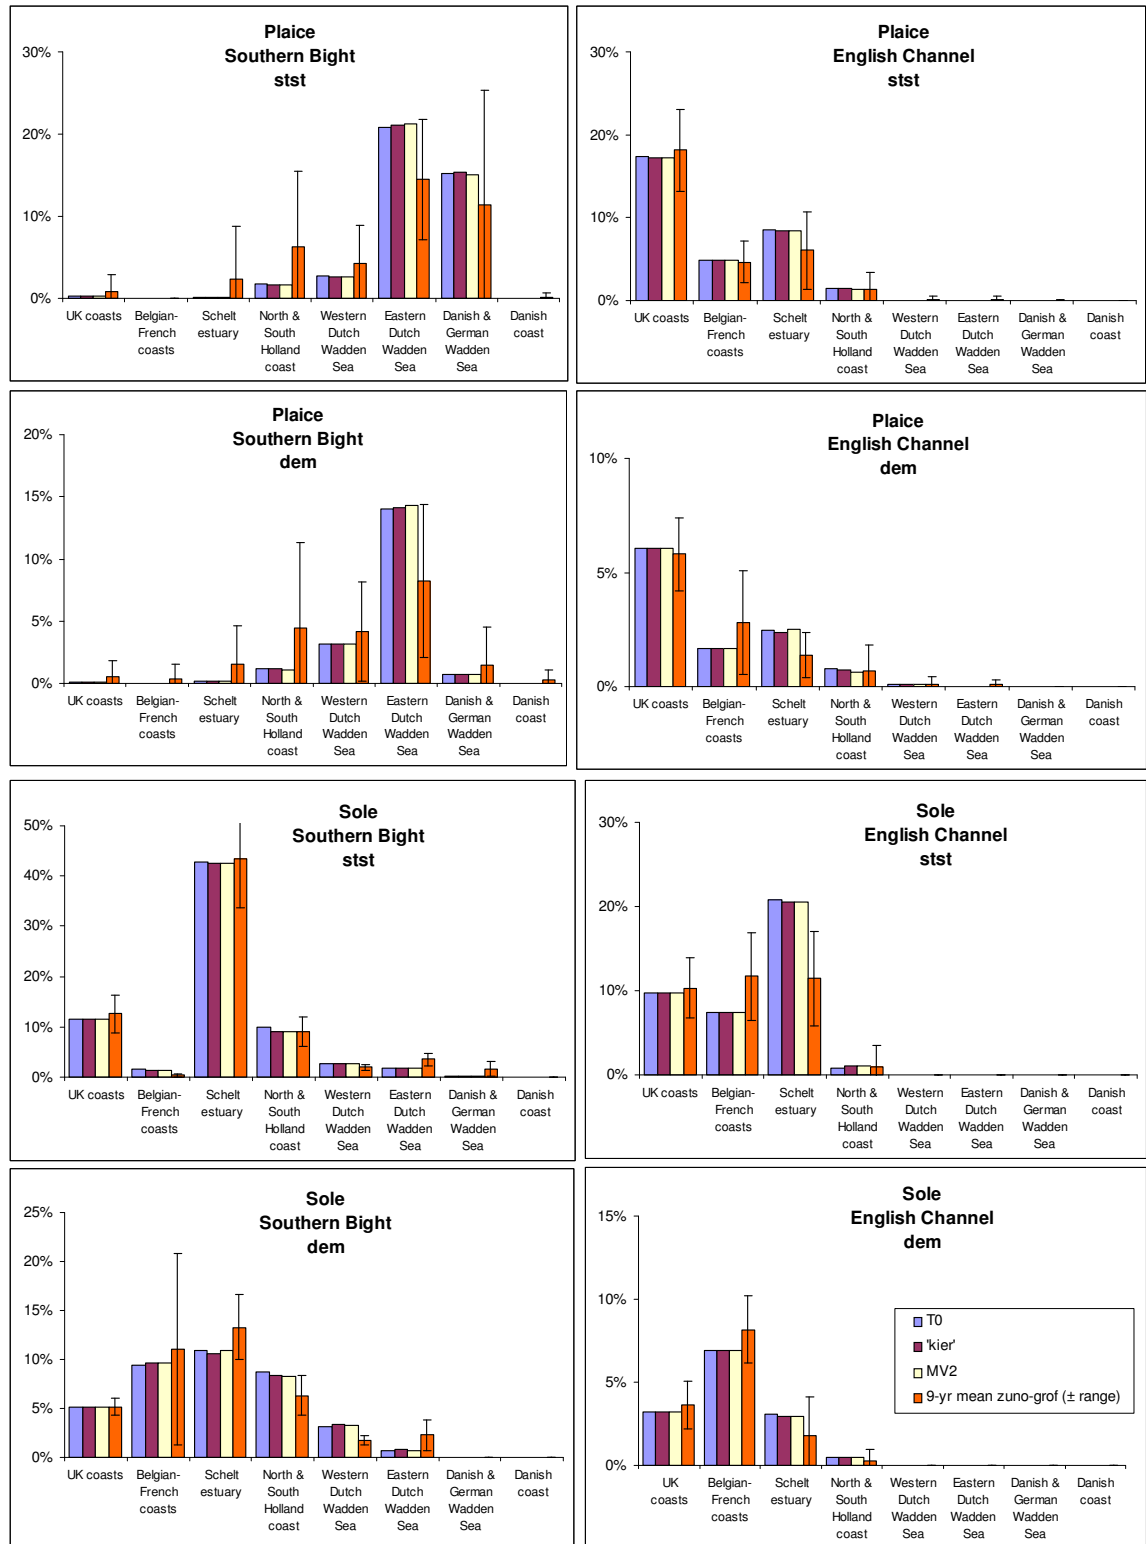 Plaice
Southern Bight
stst
30%
20%
10%
0%
UK coasts
Belgian-
French
coasts
Schelt
estuary
North &
South
Holland
coast
Western
Dutch
Wadden
Sea
Eastern
Dutch
Wadden
Sea
Danish &
German
Wadden
Sea
Danish
coast
Plaice
English Channel
stst
30%
20%
10%
0%
UK coasts
Belgian-
French
coasts
Schelt
estuary
North &
South
Holland
coast
Western
Dutch
Wadden
Sea
Eastern
Dutch
Wadden
Sea
Danish &
German
Wadden
Sea
Danish
coast
Plaice
Southern Bight
dem
20%
15%
10%
5%
0%
UK coasts
Belgian-
French
coasts
Schelt
estuary
North &
South
Holland
coast
Western
Dutch
Wadden
Sea
Eastern
Dutch
Wadden
Sea
Danish &
German
Wadden
Sea
Danish
coast
Plaice
English Channel
dem
10%
5%
0%
UK coasts
Belgian-
French
coasts
Schelt
estuary
North &
South
Holland
coast
Western
Dutch
Wadden
Sea
Eastern
Dutch
Wadden
Sea
Danish &
German
Wadden
Sea
Danish
coast
Sole
Southern Bight
stst
50%
40%
30%
20%
10%
0%
UK coasts
Belgian-
French
coasts
Schelt
estuary
North &
South
Holland
coast
Western
Dutch
Wadden
Sea
Eastern
Dutch
Wadden
Sea
Danish &
German
Wadden
Sea
Danish
coast
Sole
English Channel
stst
30%
20%
10%
0%
UK coasts
Belgian-
French
coasts
Schelt
estuary
North &
South
Holland
coast
Western
Dutch
Wadden
Sea
Eastern
Dutch
Wadden
Sea
Danish &
German
Wadden
Sea
Danish
coast
Sole
Southern Bight
dem
25%
20%
15%
10%
5%
0%
UK coasts
Belgian-
French
coasts
Schelt
estuary
North &
South
Holland
coast
Western
Dutch
Wadden
Sea
Eastern
Dutch
Wadden
Sea
Danish &
German
Wadden
Sea
Danish
coast
Sole
English Channel
dem
15%
10%
5%
0%
T0
'kier'
MV2
9-yr mean zuno-grof (± range)
UK
coasts
Belgian-
French
coasts
Schelt
estuary
North &
South
Holland
coast
Western
Dutch
Wadden
Sea
Eastern
Dutch
Wadden
Sea
Danish &
German
Wadden
Sea
Danish
coast